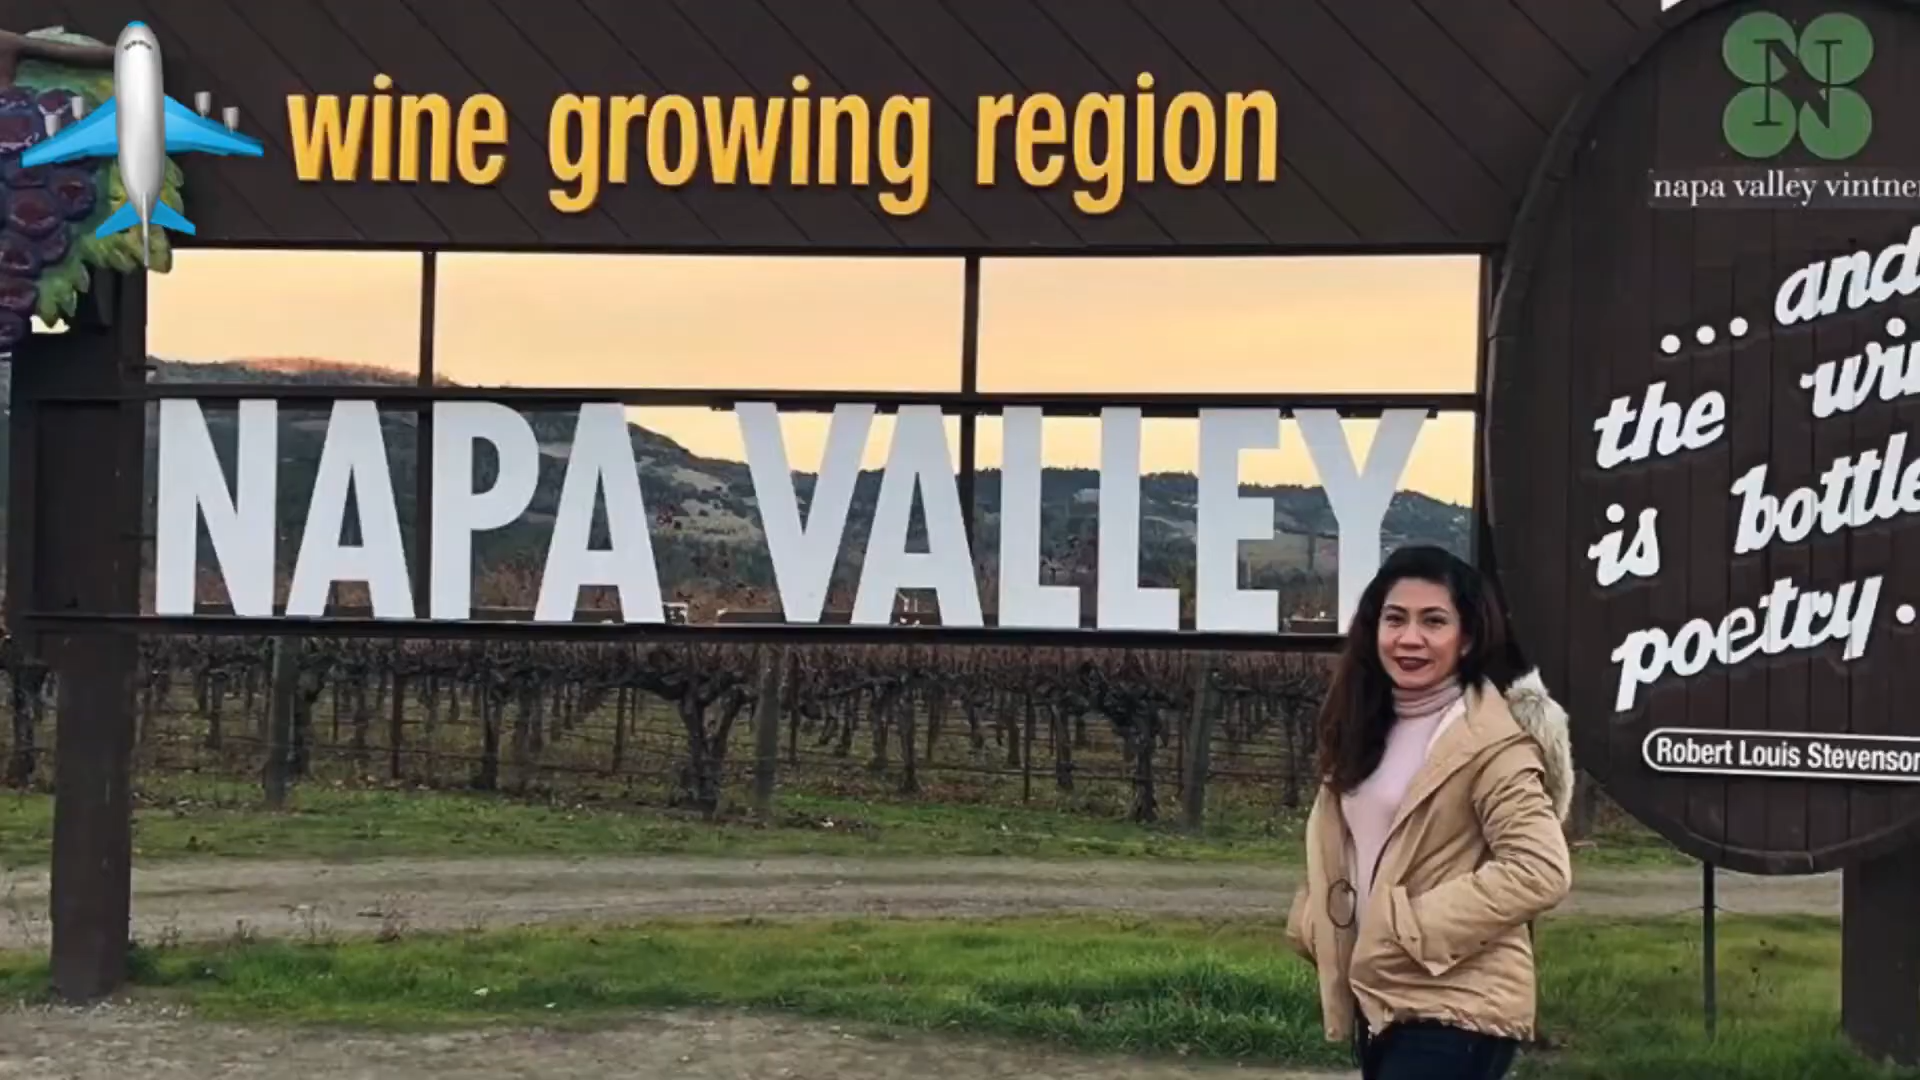 wine growing region
NAPA VALLEY
N
napa valley vintne
... and
the wi
is bottle
poetry.
Robert Louis Stevenson